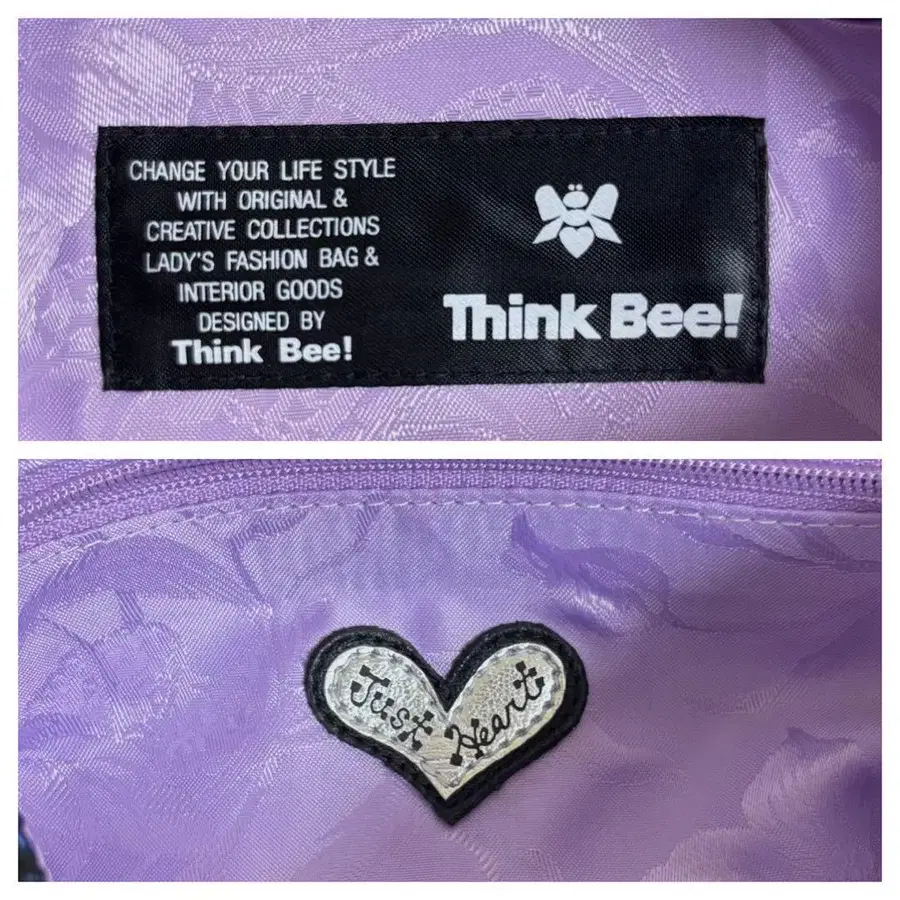 CHANGE YOUR LIFE STYLE
WITH ORIGINAL &
CREATIVE COLLECTIONS
LADY'S FASHION BAG &
INTERIOR GOODS
DESIGNED BY
Think Bee!
Think Bee!
Just Heart